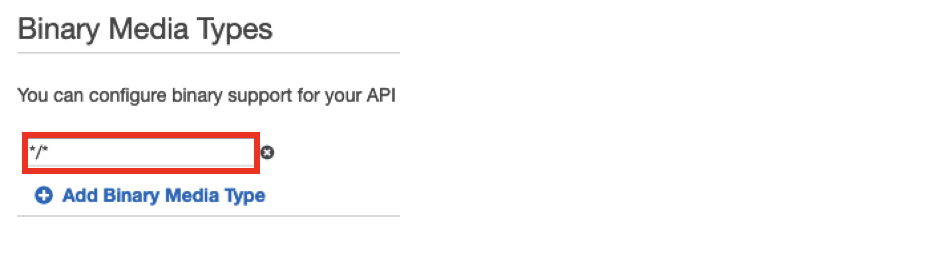 Binary Media Types
You can configure binary support for your API
*/*
Add Binary Media Type